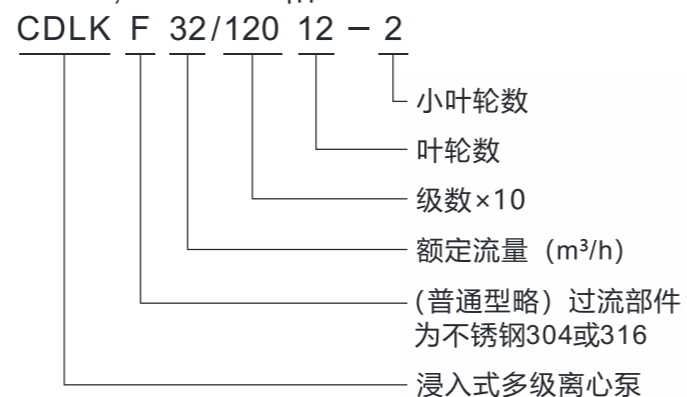 CDLK F 32/120 12 - 2
小叶轮数
叶轮数
级数×10
额定流量 (m³/h)
(普通型略) 过流部件
为不锈钢304或316
浸入式多级离心泵